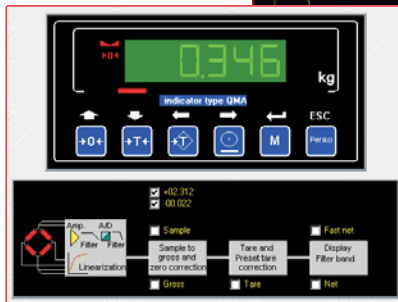 0.346
→0←
kg
indicator type QMA
ESC
→0← →T← →T← M Penko
+02.312
-00.022
Amp. A/D
Filter Filter
Linearization
Sample
Fast net
Sample to gross and zero correction
Tare and Preset tare correction
Display Filter band
Gross
Tare
Net